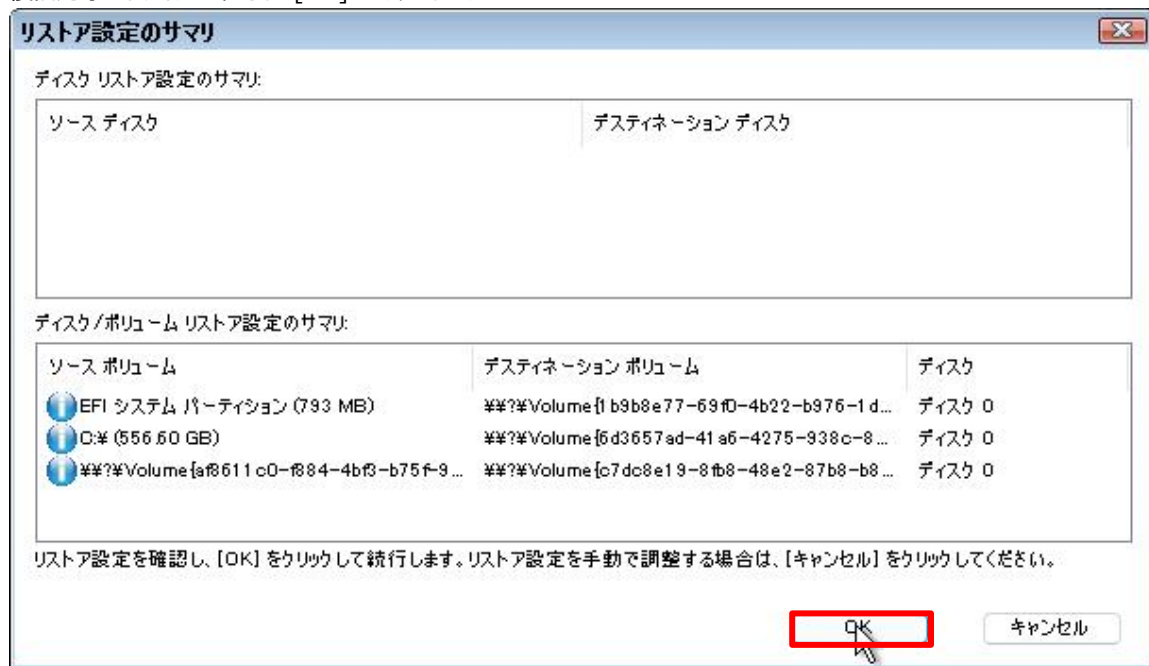 リストア設定のサマリ
ディスク リストア設定のサマリ:
ソース ディスク デスティネーション ディスク
ディスク/ボリューム リストア設定のサマリ:
ソース ボリューム デスティネーション ボリューム ディスク
EFI システム パーティション (793 MB) ¥¥?¥Volume{1b9b8e77-69f0-4b22-b976-1d... ディスク 0
C:¥ (556.60 GB) ¥¥?¥Volume{6d3657ad-41a6-4275-938c-8... ディスク 0
¥¥?¥Volume{af8611c0-f884-4bf3-b75f-9... ¥¥?¥Volume{c7dc8e19-8fb8-48e2-87b8-b8... ディスク 0
リストア設定を確認し、[OK] をクリックして続行します。リストア設定を手動で調整する場合は、[キャンセル] をクリックしてください。
OK キャンセル